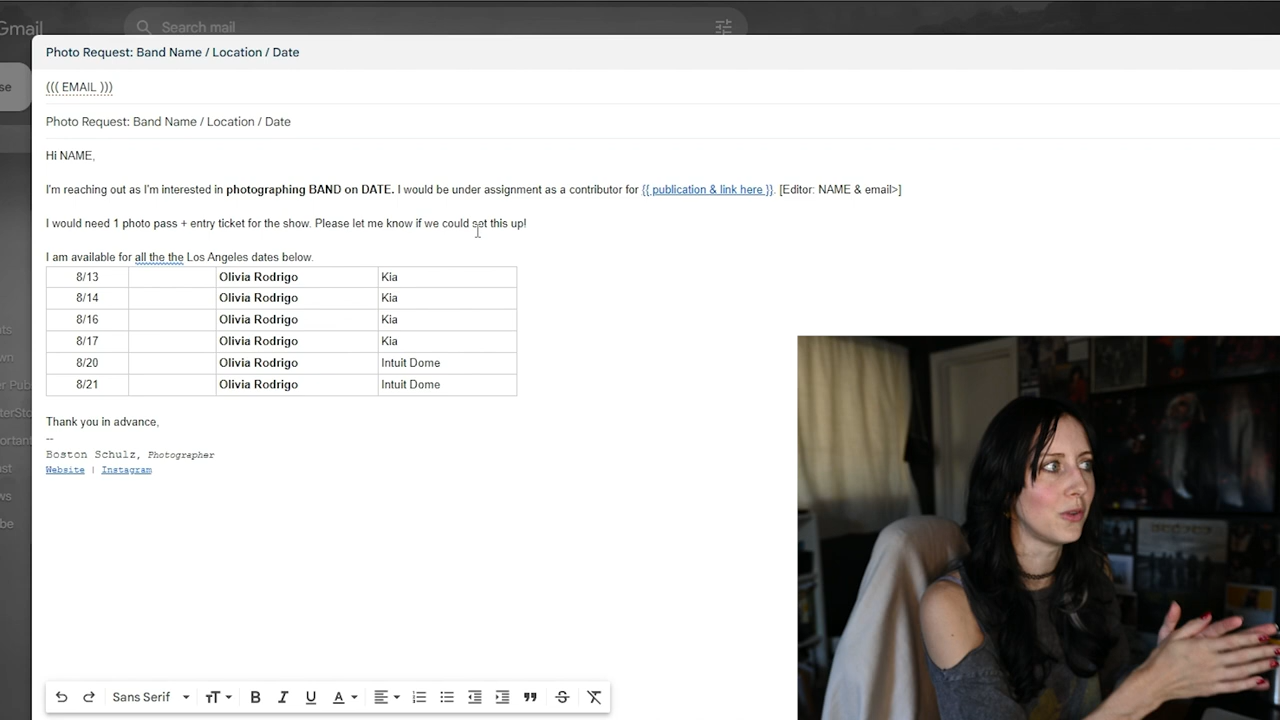 Gmail
Search mail
Photo Request: Band Name / Location / Date
((( EMAIL )))
Photo Request: Band Name / Location / Date
Hi NAME,
I'm reaching out as I'm interested in photographing BAND on DATE. I would be under assignment as a contributor for {{ publication & link here }}. [Editor: NAME & email>]
I would need 1 photo pass + entry ticket for the show. Please let me know if we could set this up!
I am available for all the the Los Angeles dates below.
8/13 Olivia Rodrigo Kia
8/14 Olivia Rodrigo Kia
8/16 Olivia Rodrigo Kia
8/17 Olivia Rodrigo Kia
8/20 Olivia Rodrigo Intuit Dome
8/21 Olivia Rodrigo Intuit Dome
Thank you in advance,
--
Boston Schulz, Photographer
Website | Instagram
Sans Serif